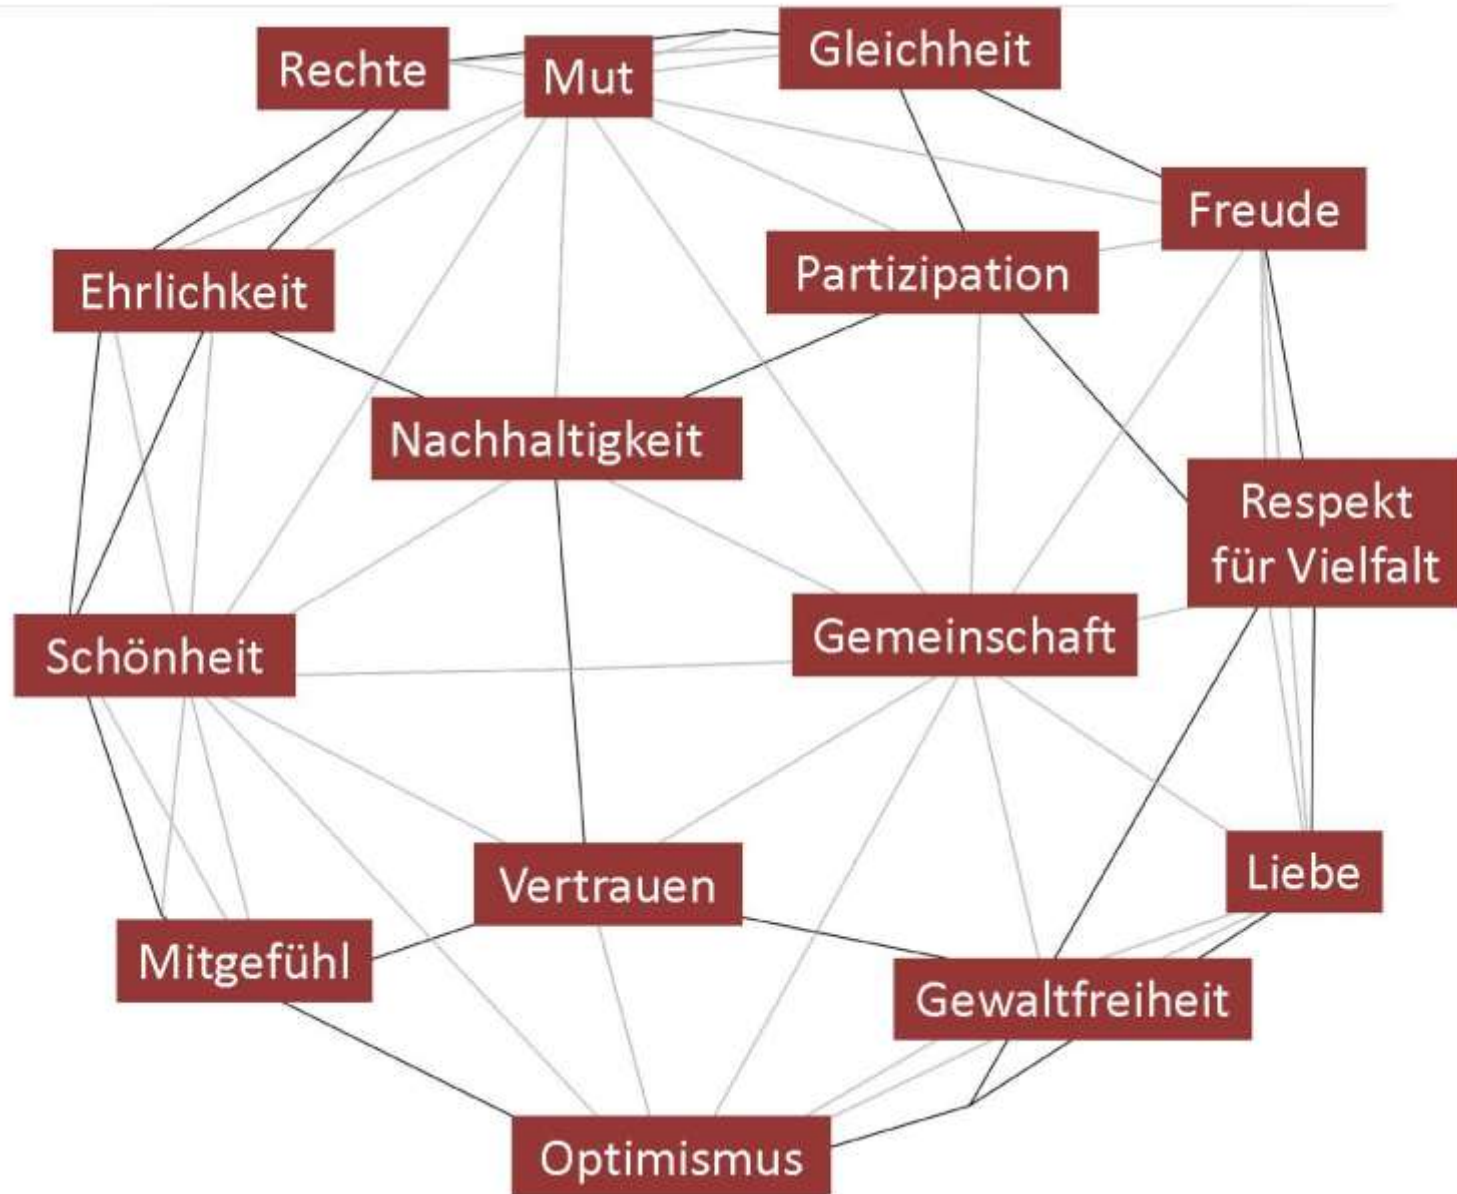 Rechte
Mut
Gleichheit
Freude
Partizipation
Ehrlichkeit
Nachhaltigkeit
Respekt
für Vielfalt
Gemeinschaft
Schönheit
Liebe
Vertrauen
Mitgefühl
Gewaltfreiheit
Optimismus